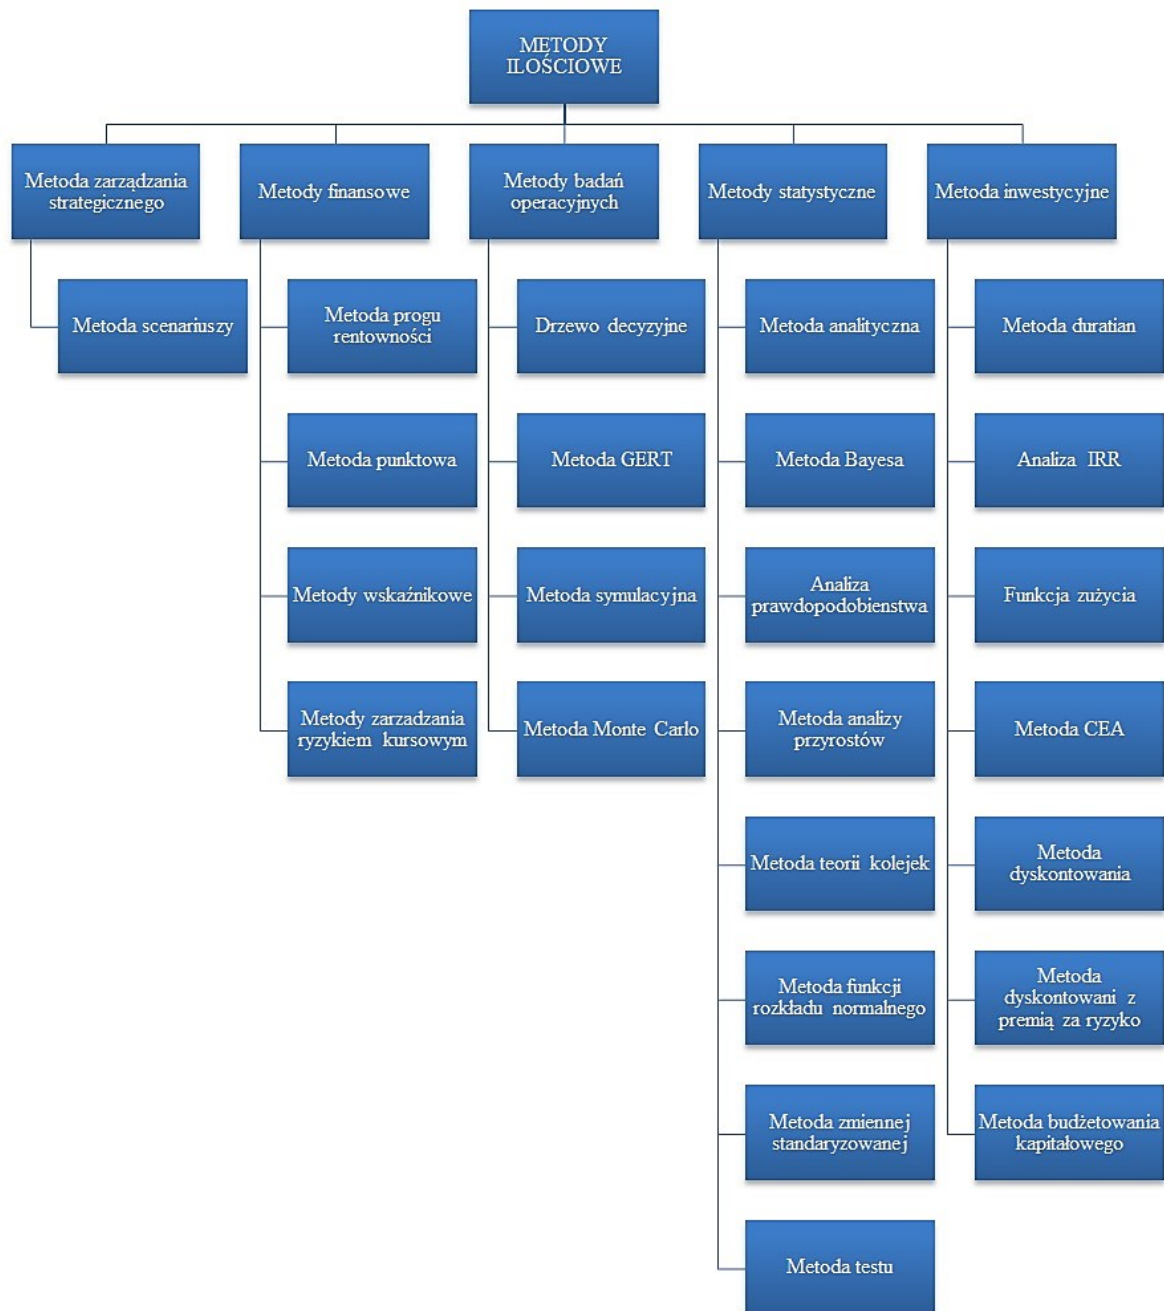 METODY
ILOŚCIOWE
Metoda zarządzania
strategicznego
Metody finansowe
Metody badań
operacyjnych
Metody statystyczne
Metoda inwestycyjne
Metoda scenariuszy
Metoda progu
rentowności
Metoda punktowa
Metody wskaźnikowe
Metody zarzadzania
ryzykiem kursowym
Drzewo decyzyjne
Metoda GERT
Metoda symulacyjna
Metoda Monte Carlo
Metoda analityczna
Metoda Bayesa
Analiza
prawdopodobienstwa
Metoda analizy
przyrostów
Metoda teorii kolejek
Metoda funkcji
rozkładu normalnego
Metoda zmiennej
standaryzowanej
Metoda testu
Metoda duratian
Analiza IRR
Funkcja zużycia
Metoda CEA
Metoda
dyskontowania
Metoda
dyskontowani z
premią za ryzyko
Metoda budżetowania
kapitałowego